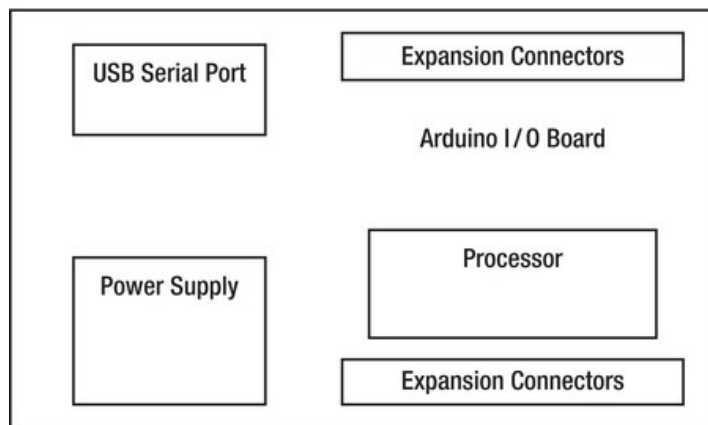 USB Serial Port
Expansion Connectors
Arduino I/O Board
Power Supply
Processor
Expansion Connectors